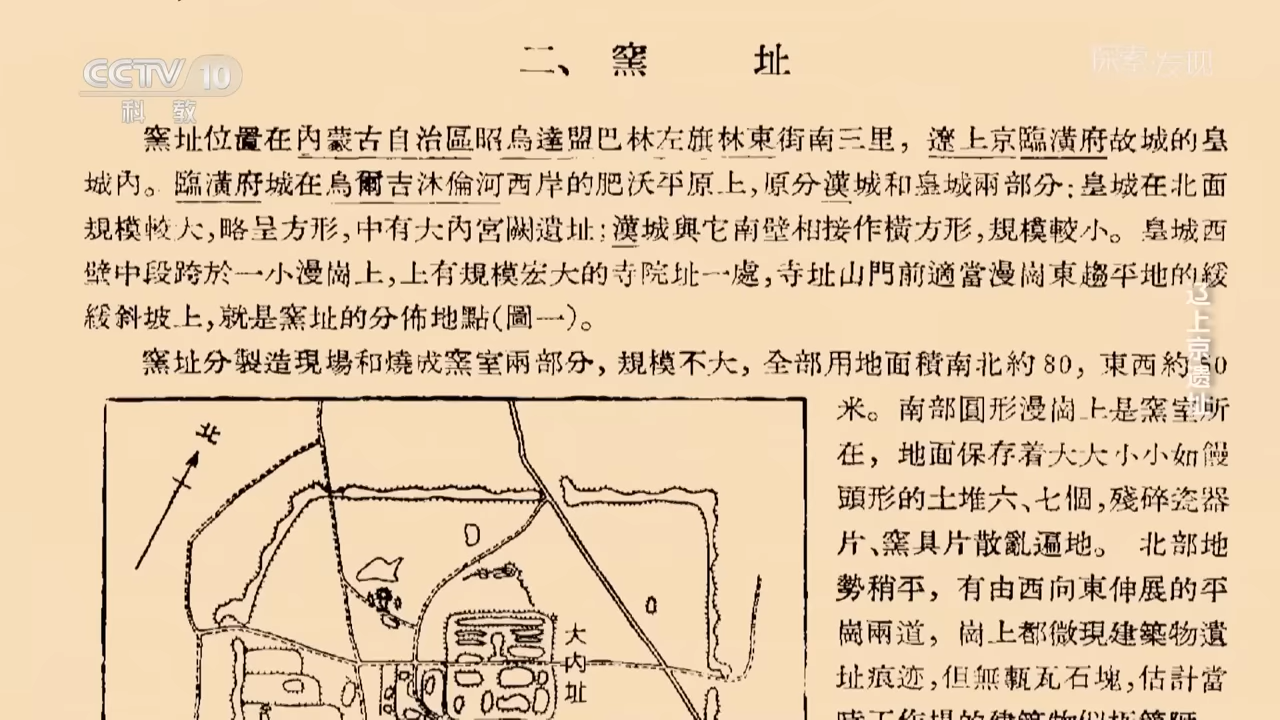 CCTV 10
科教
探索·发现
二、窯 址
窯址位置在內蒙古自治區昭烏達盟巴林左旗林東街南三里，遼上京臨潢府故城的皇
城內。臨潢府城在烏爾吉沐倫河西岸的肥沃平原上，原分漢城和皇城兩部分：皇城在北面
規模較大，略呈方形，中有大內宮闕遺址；漢城與它南壁相接作橫方形，規模較小。皇城西
壁中段跨於一小漫崗上，上有規模宏大的寺院址一處，寺址山門前適當漫崗東趨平地的緩
緩斜坡上，就是窯址的分佈地點（圖一）。
窯址分製造現場和燒成窯室兩部分，規模不大，全部用地面積南北約80，東西約50
米。南部圓形漫崗上是窯室所
在，地面保存着大大小小如饅
頭形的土堆六、七個，殘碎瓷器
片、窯具片散亂遍地。 北部地
勢稍平，有由西向東伸展的平
崗兩道，崗上都微現建築物遺
址痕迹，但無甎瓦石塊，估計當
時工作場的建築物似
北
大內址
辽上京遗址